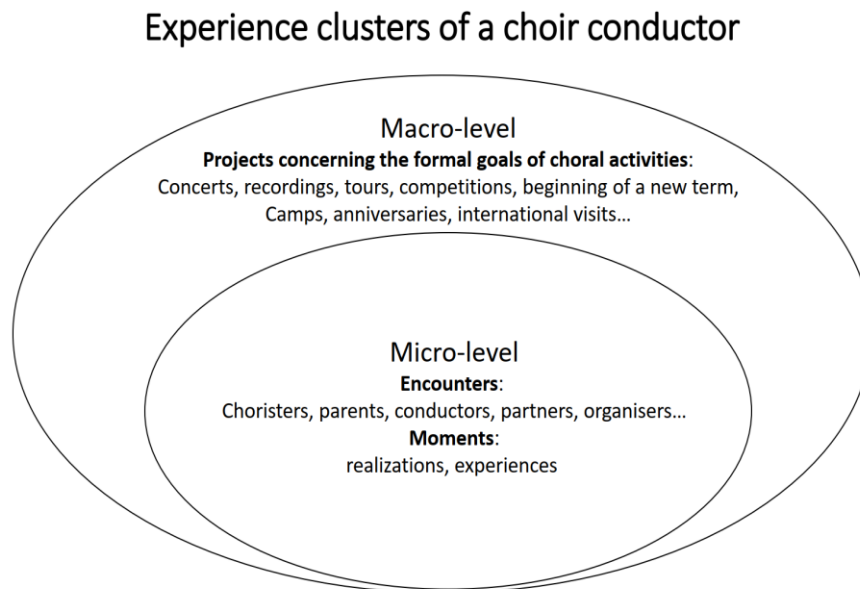 Experience clusters of a choir conductor
Macro-level
Projects concerning the formal goals of choral activities:
Concerts, recordings, tours, competitions, beginning of a new term,
Camps, anniversaries, international visits...
Micro-level
Encounters:
Choristers, parents, conductors, partners, organisers...
Moments:
realizations, experiences